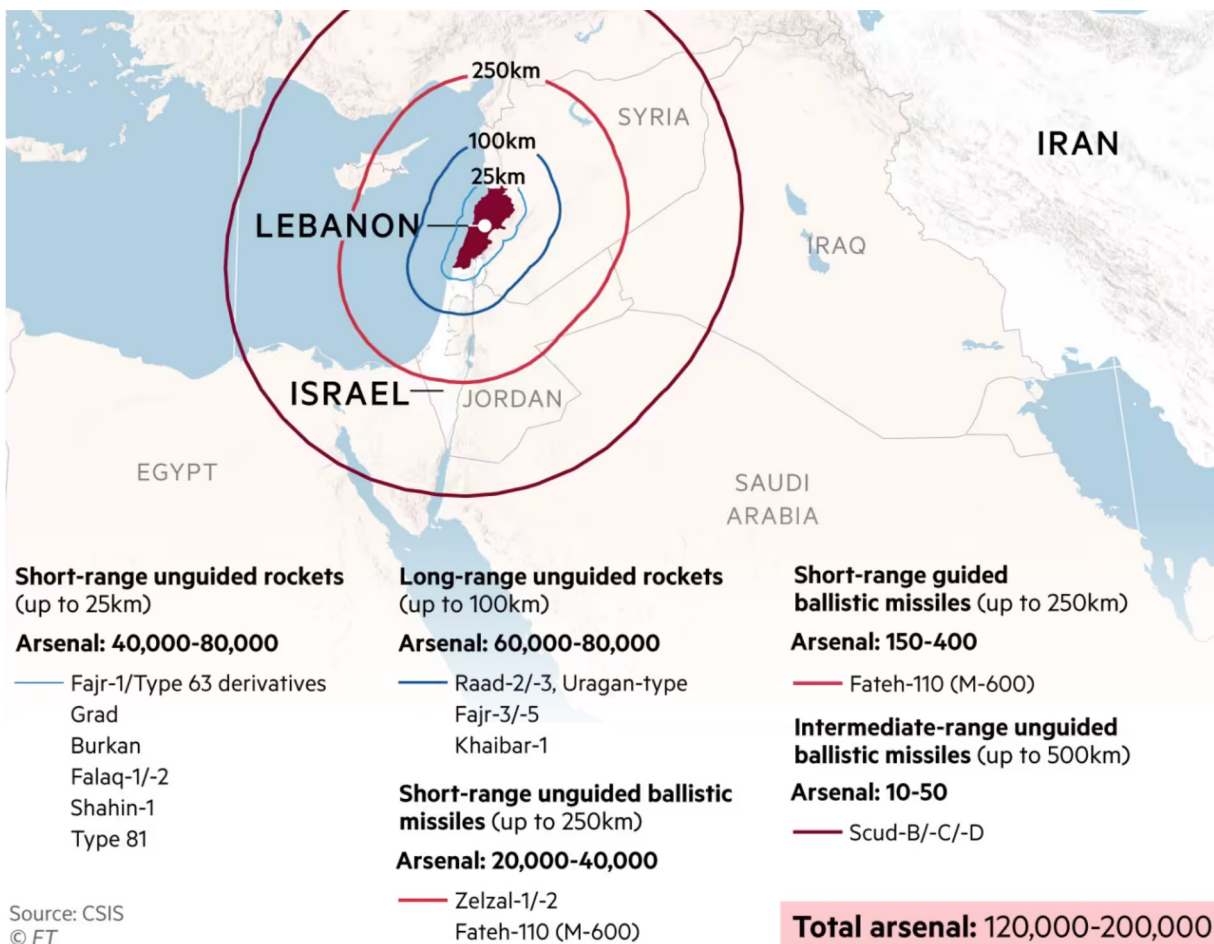 250km
SYRIA
IRAN
100km
25km
LEBANON
IRAQ
ISRAEL
JORDAN
EGYPT
SAUDI
ARABIA
Short-range unguided rockets
(up to 25km)
Arsenal: 40,000-80,000
Fajr-1/Type 63 derivatives
Grad
Burkan
Falaq-1/-2
Shahin-1
Type 81
Long-range unguided rockets
(up to 100km)
Arsenal: 60,000-80,000
Raad-2/-3, Uragan-type
Fajr-3/-5
Khaibar-1
Short-range unguided ballistic
missiles (up to 250km)
Arsenal: 20,000-40,000
Zelzal-1/-2
Fateh-110 (M-600)
Short-range guided
ballistic missiles (up to 250km)
Arsenal: 150-400
Fateh-110 (M-600)
Intermediate-range unguided
ballistic missiles (up to 500km)
Arsenal: 10-50
Scud-B/-C/-D
Total arsenal: 120,000-200,000
Source: CSIS
© FT